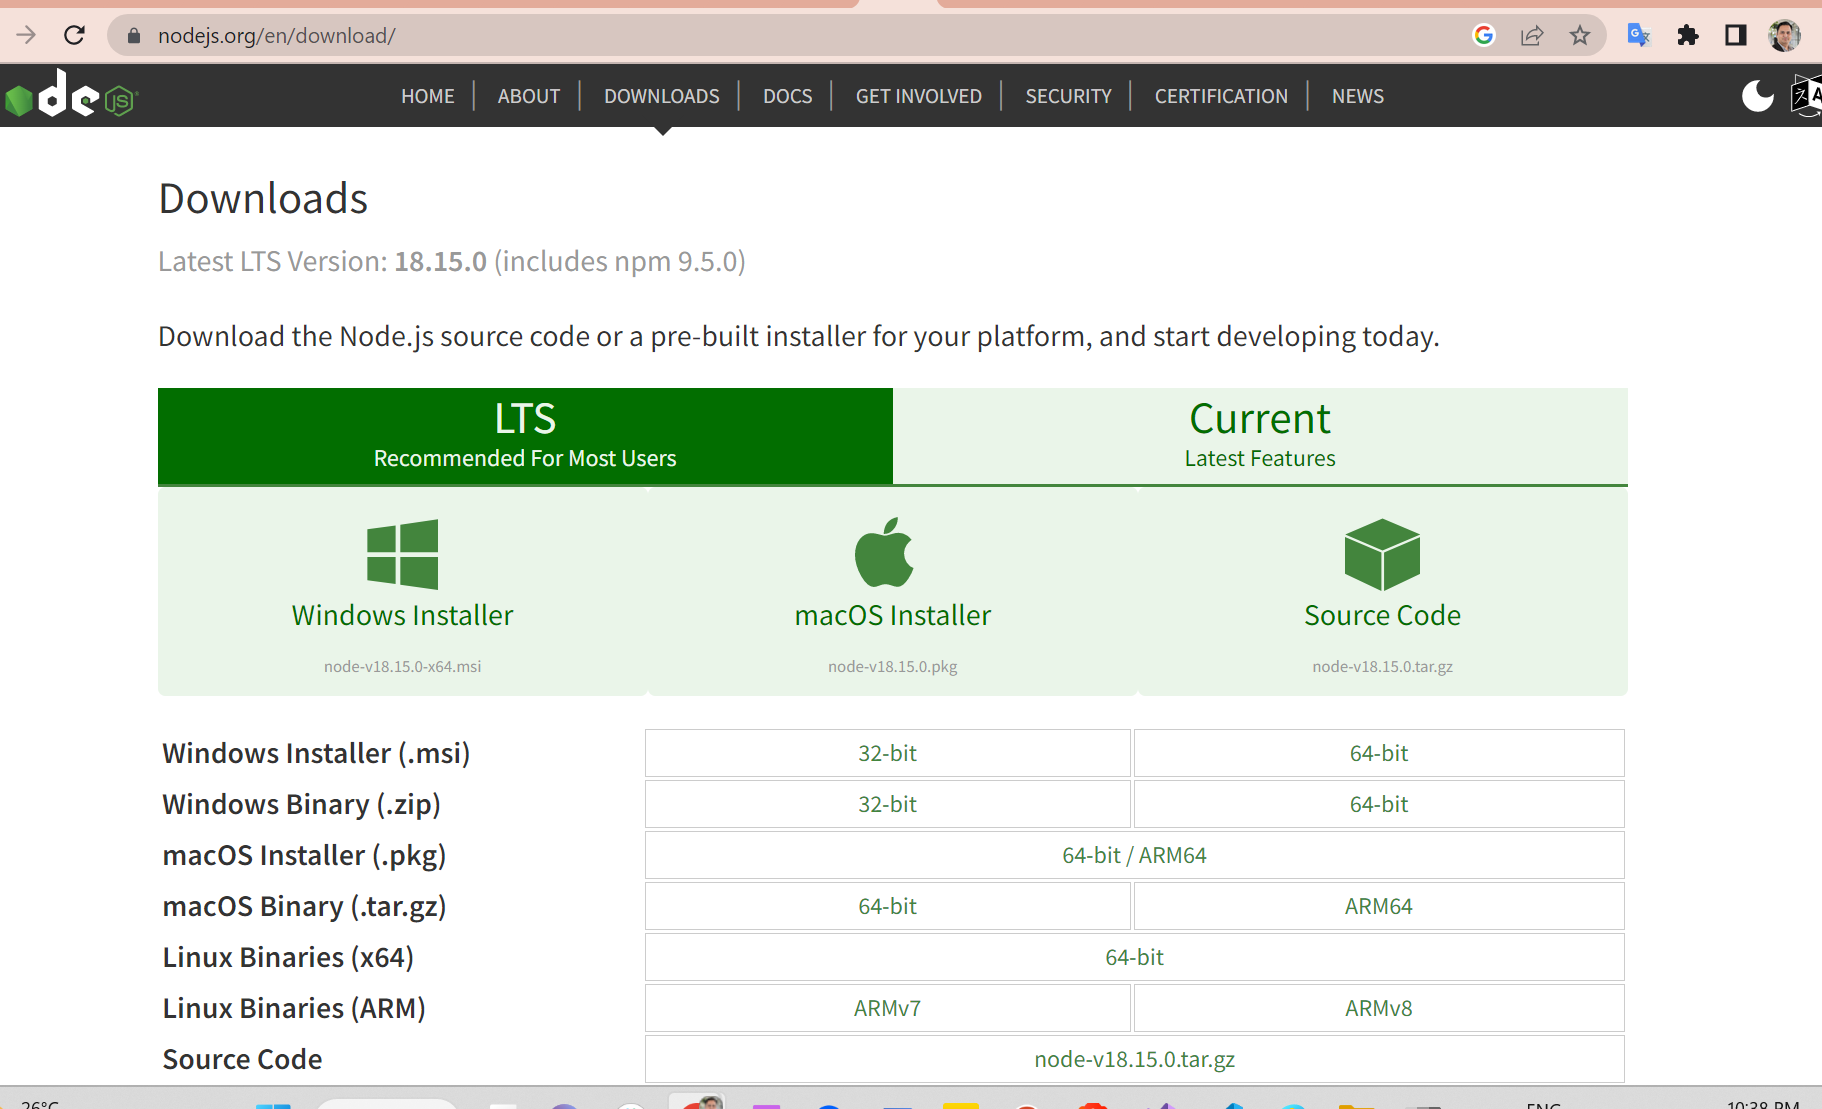 nodejs.org/en/download/
node JS
HOME ABOUT DOWNLOADS DOCS GET INVOLVED SECURITY CERTIFICATION NEWS
Downloads
Latest LTS Version: 18.15.0 (includes npm 9.5.0)
Download the Node.js source code or a pre-built installer for your platform, and start developing today.
LTS
Recommended For Most Users
Current
Latest Features
Windows Installer
node-v18.15.0-x64.msi
macOS Installer
node-v18.15.0.pkg
Source Code
node-v18.15.0.tar.gz
Windows Installer (.msi) 32-bit 64-bit
Windows Binary (.zip) 32-bit 64-bit
macOS Installer (.pkg) 64-bit / ARM64
macOS Binary (.tar.gz) 64-bit ARM64
Linux Binaries (x64) 64-bit
Linux Binaries (ARM) ARMv7 ARMv8
Source Code node-v18.15.0.tar.gz
26°C ENG 10:38 PM